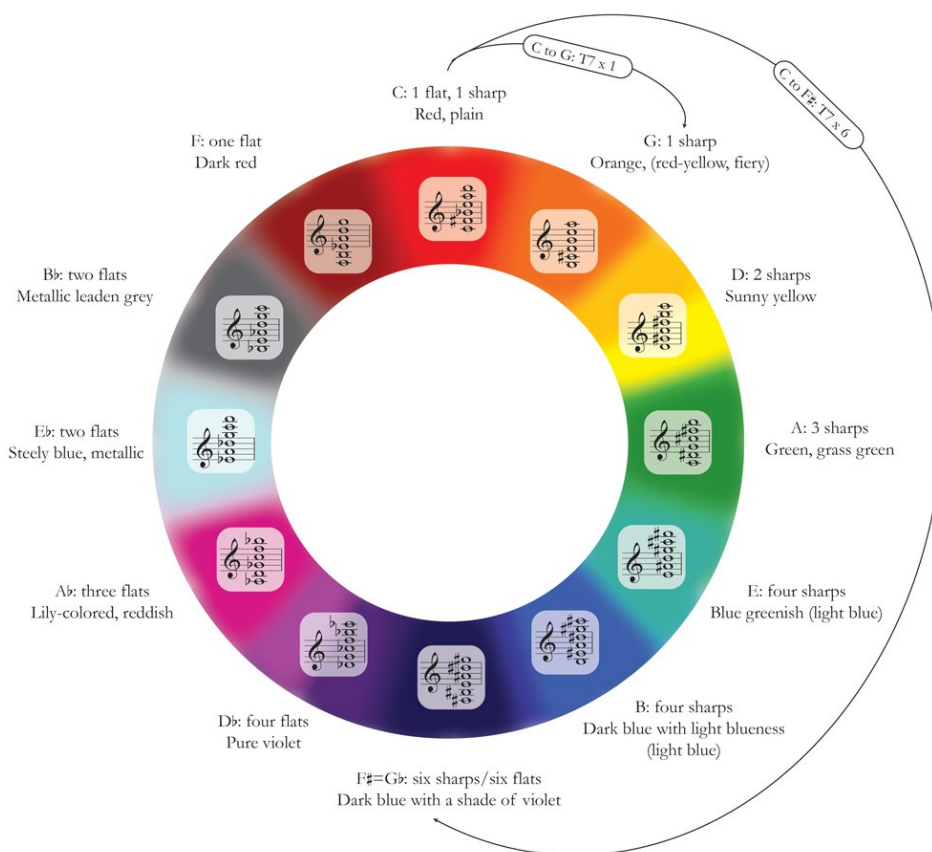 C to G: T7 x 1
C to F♯: T7 x 6
C: 1 flat, 1 sharp
Red, plain
G: 1 sharp
Orange, (red-yellow, fiery)
D: 2 sharps
Sunny yellow
A: 3 sharps
Green, grass green
E: four sharps
Blue greenish (light blue)
B: four sharps
Dark blue with light blueness
(light blue)
F♯=G♭: six sharps/six flats
Dark blue with a shade of violet
D♭: four flats
Pure violet
A♭: three flats
Lily-colored, reddish
E♭: two flats
Steely blue, metallic
B♭: two flats
Metallic leaden grey
F: one flat
Dark red